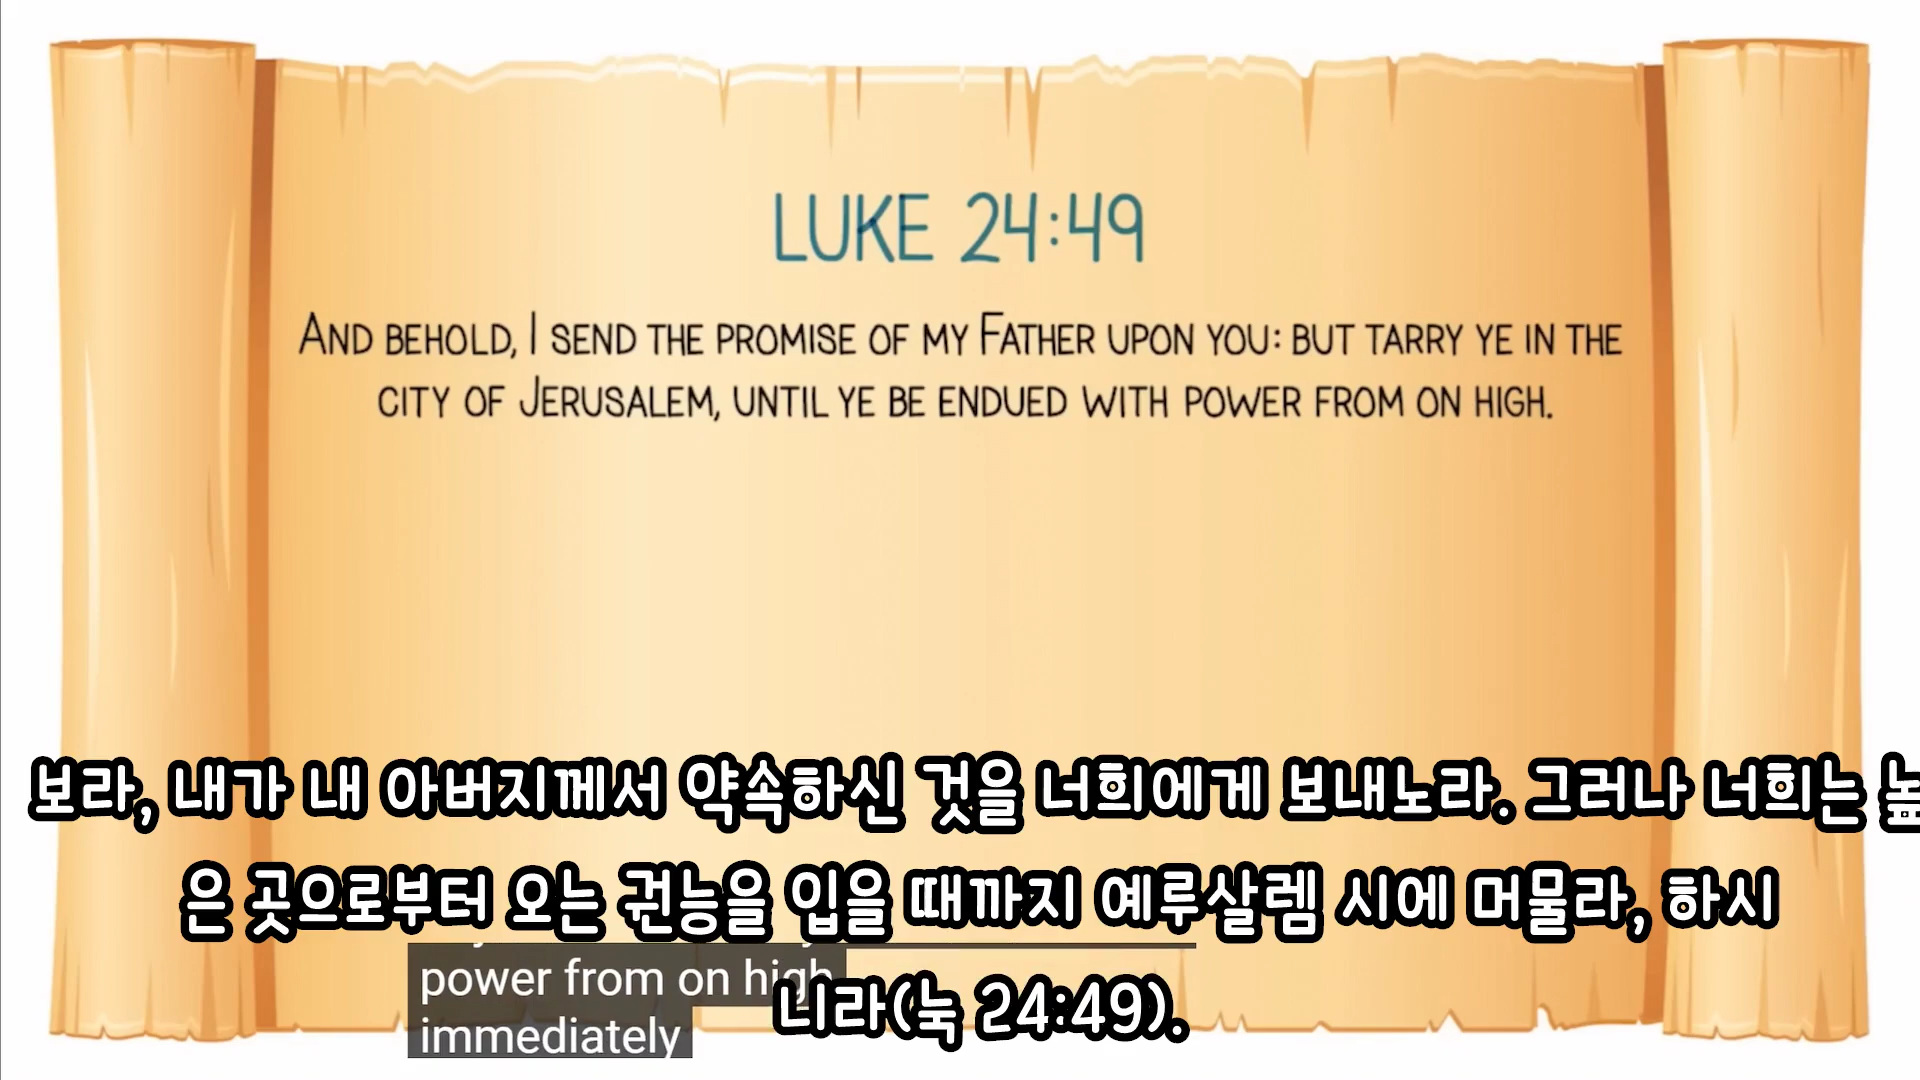 LUKE 24:49
AND BEHOLD, I SEND THE PROMISE OF MY FATHER UPON YOU: BUT TARRY YE IN THE
CITY OF JERUSALEM, UNTIL YE BE ENDUED WITH POWER FROM ON HIGH.
보라, 내가 내 아버지께서 약속하신 것을 너희에게 보내노라. 그러나 너희는 높
은 곳으로부터 오는 권능을 입을 때까지 예루살렘 시에 머물라, 하시
니라(눅 24:49).
power from on high
immediately